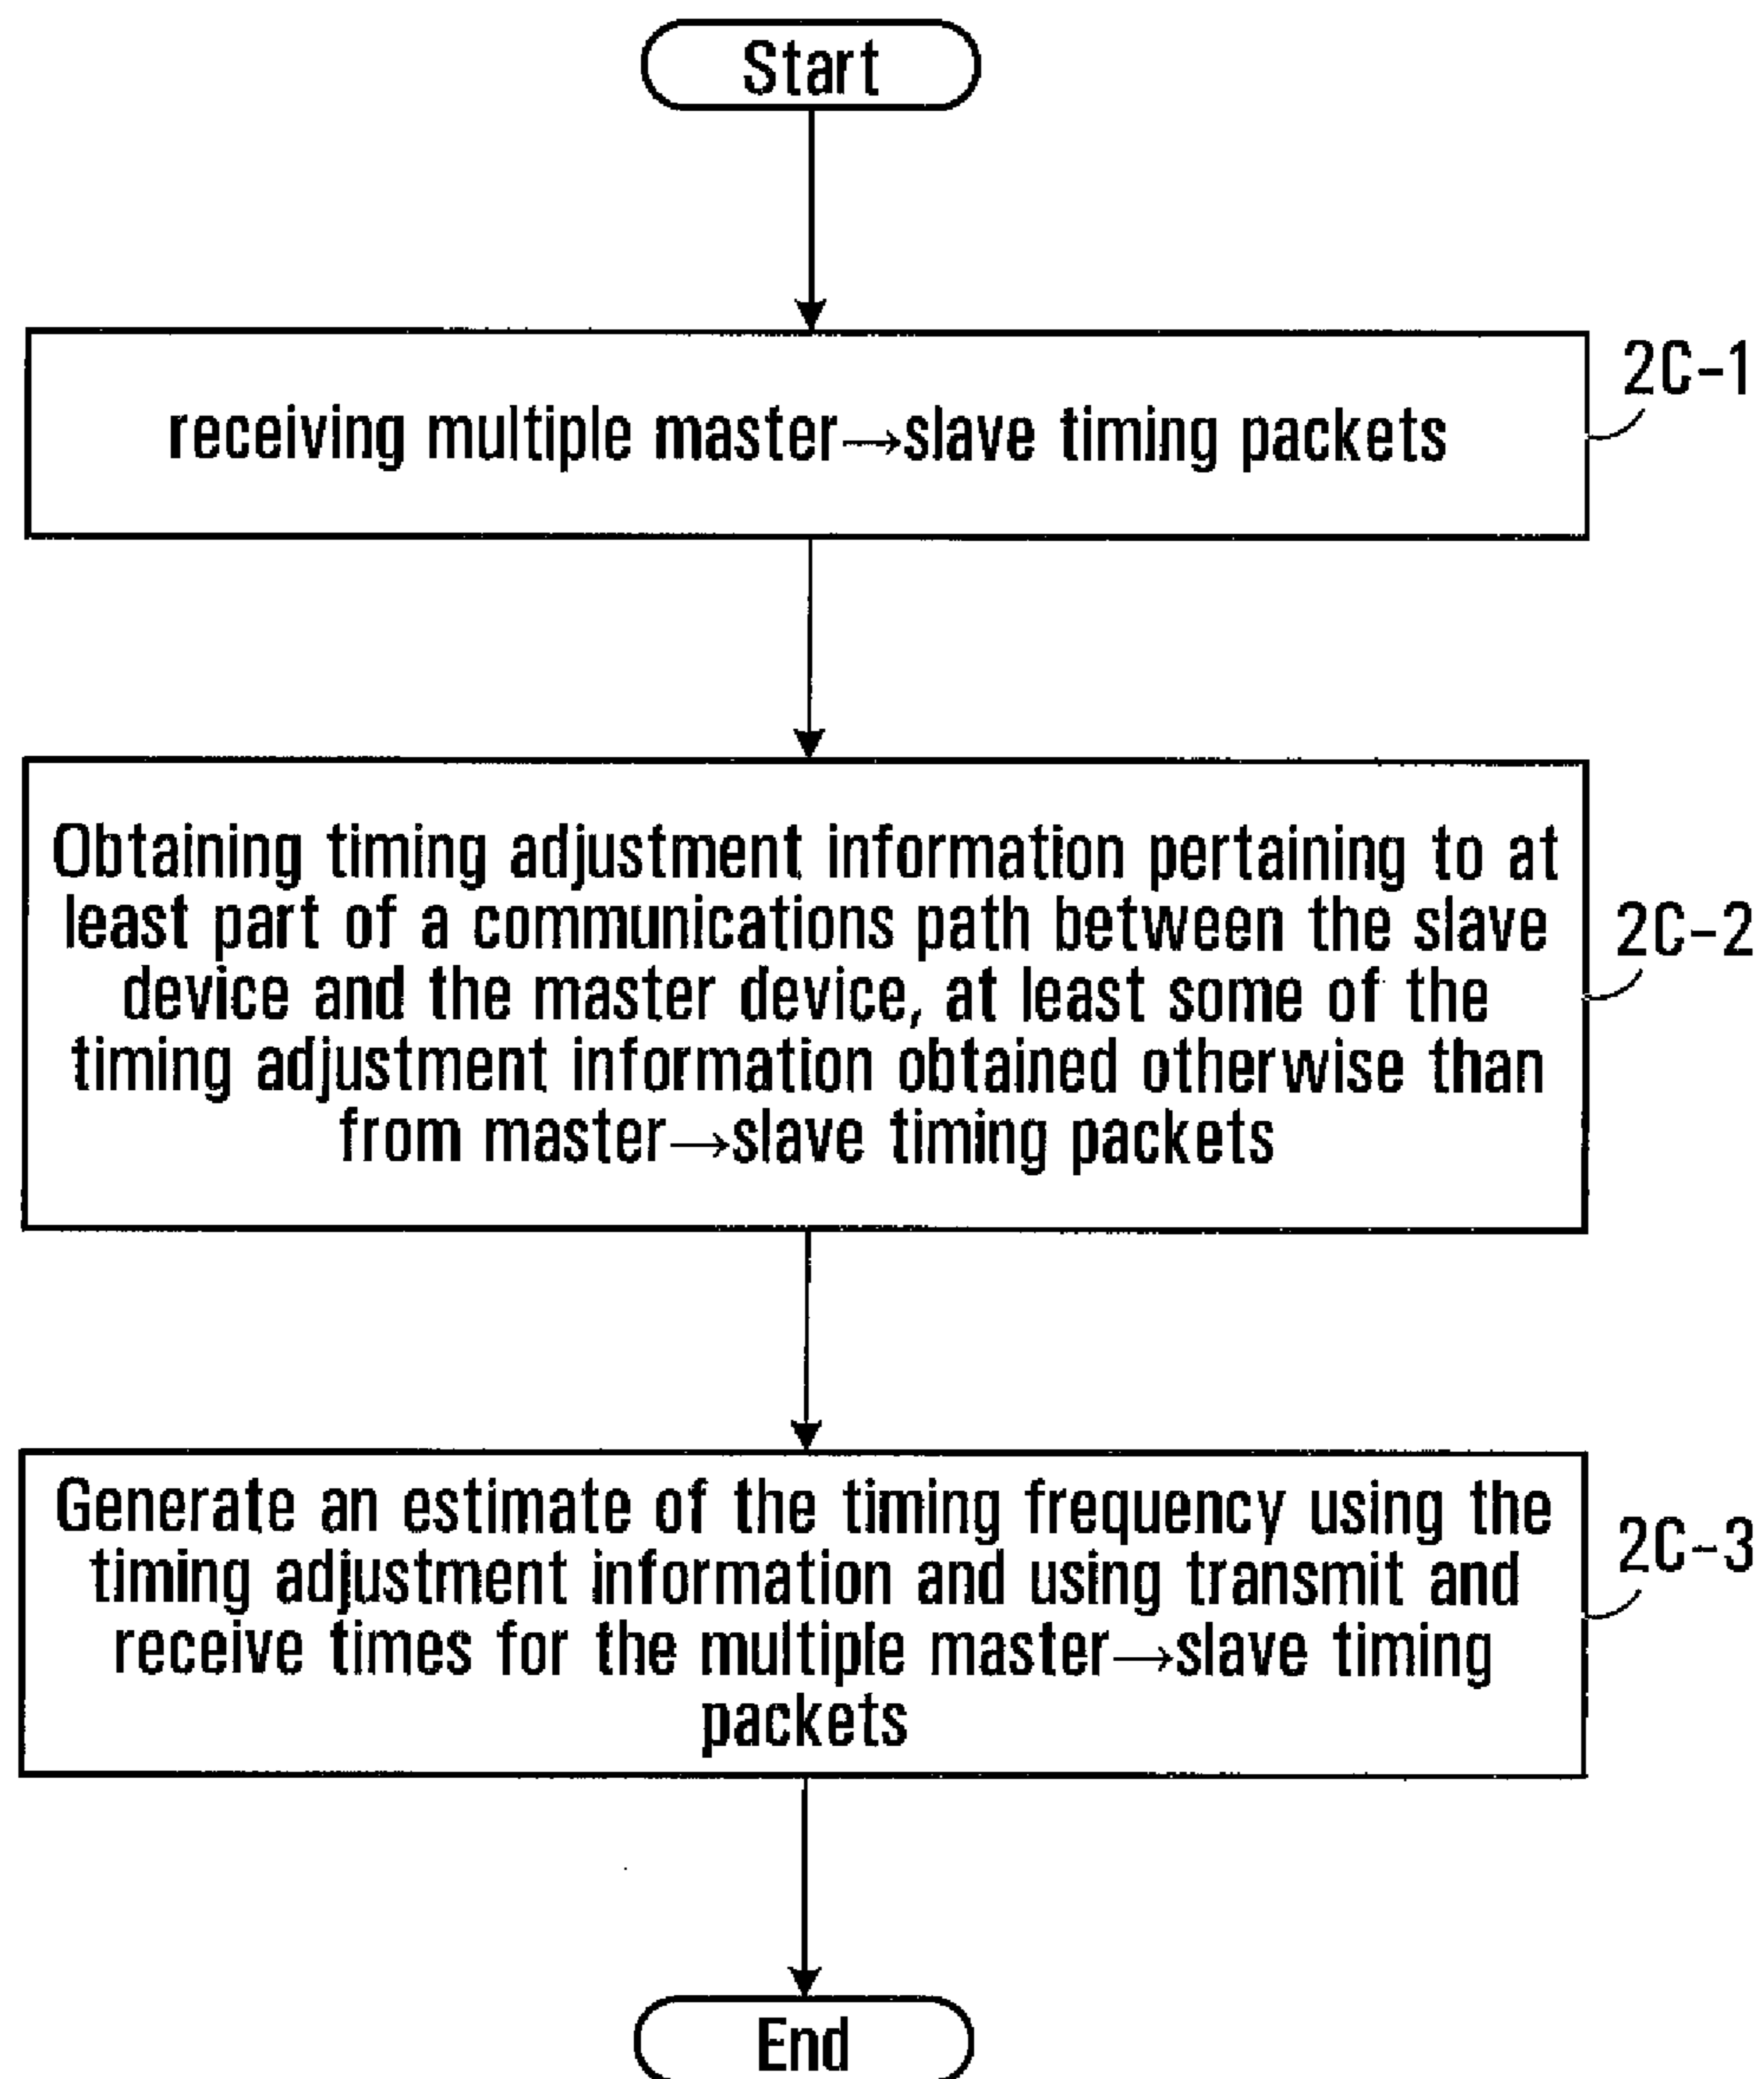 Start
receiving multiple master→slave timing packets
2C-1
Obtaining timing adjustment information pertaining to at
least part of a communications path between the slave
device and the master device, at least some of the
timing adjustment information obtained otherwise than
from master→slave timing packets
2C-2
Generate an estimate of the timing frequency using the
timing adjustment information and using transmit and
receive times for the multiple master→slave timing
packets
2C-3
End